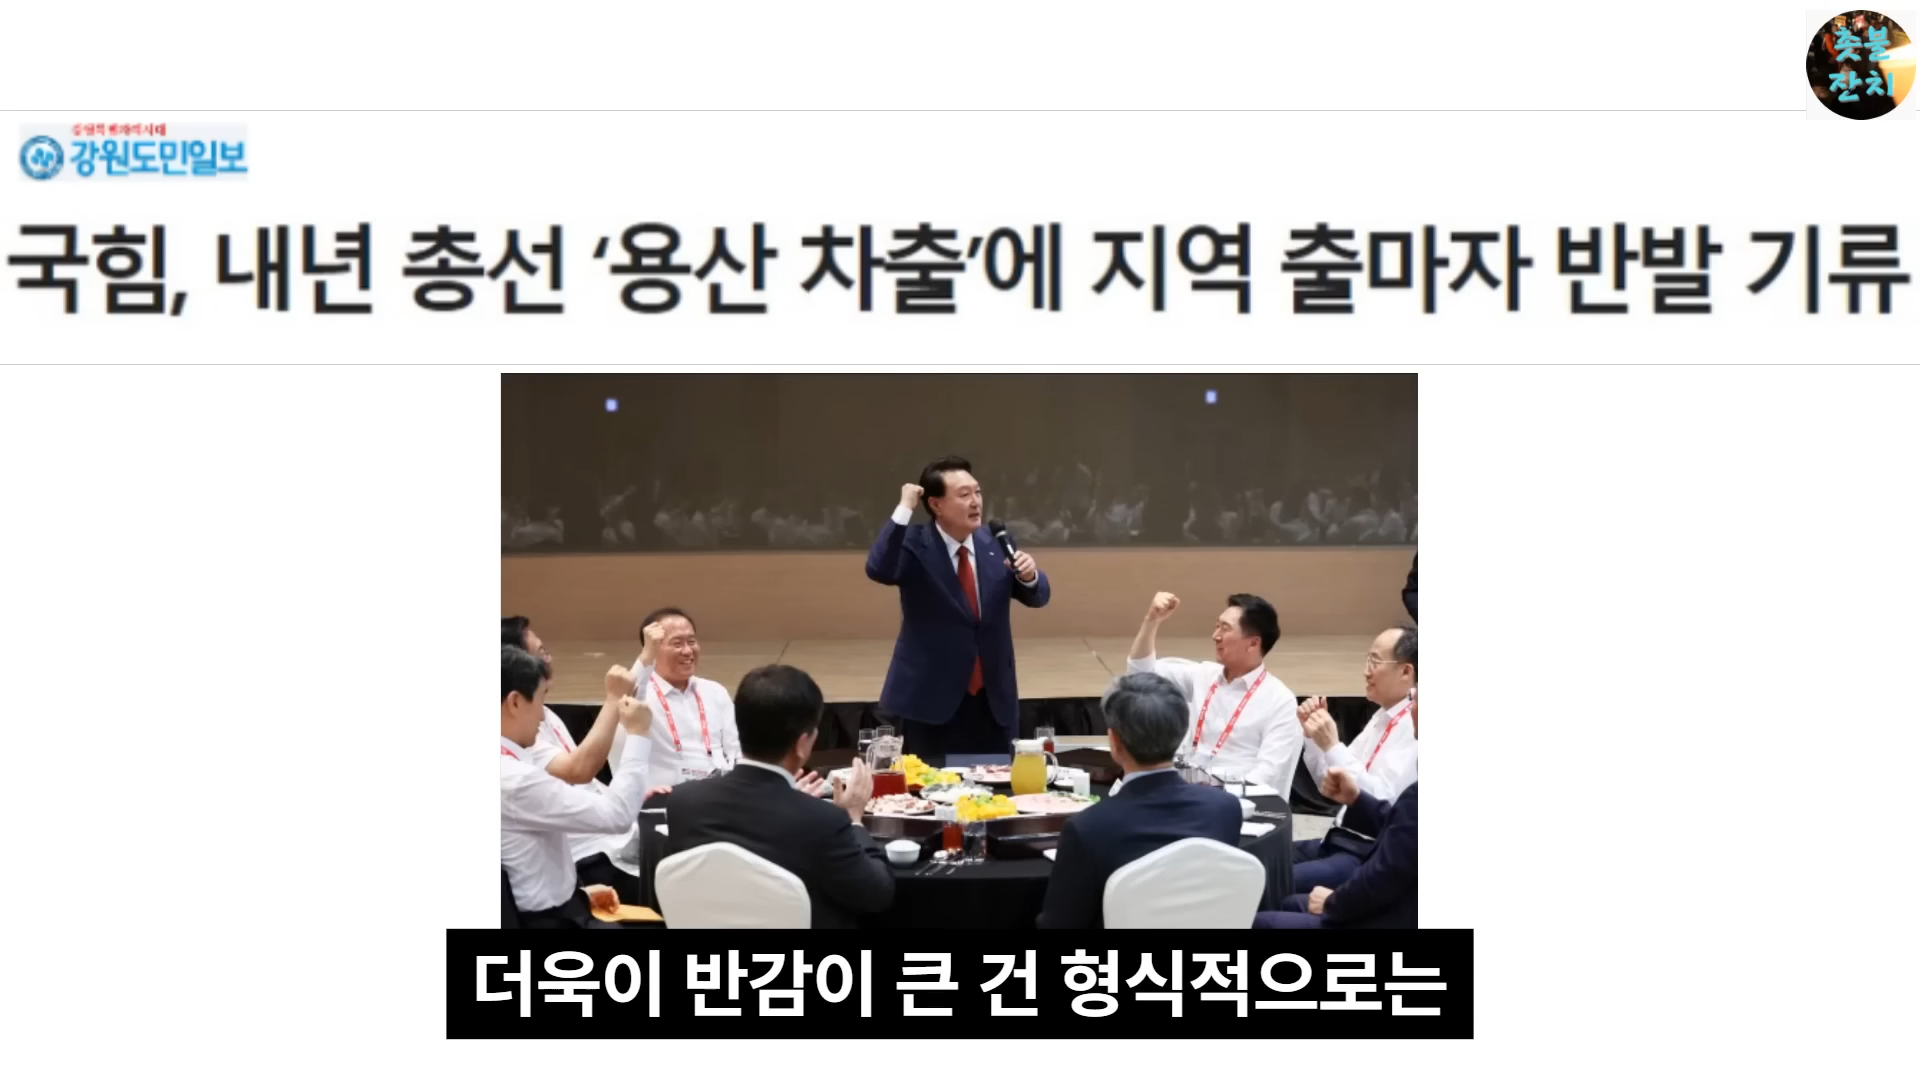 촛불
잔치
강원도민일보
국힘, 내년 총선 ‘용산 차출’에 지역 출마자 반발 기류
더욱이 반감이 큰 건 형식적으로는